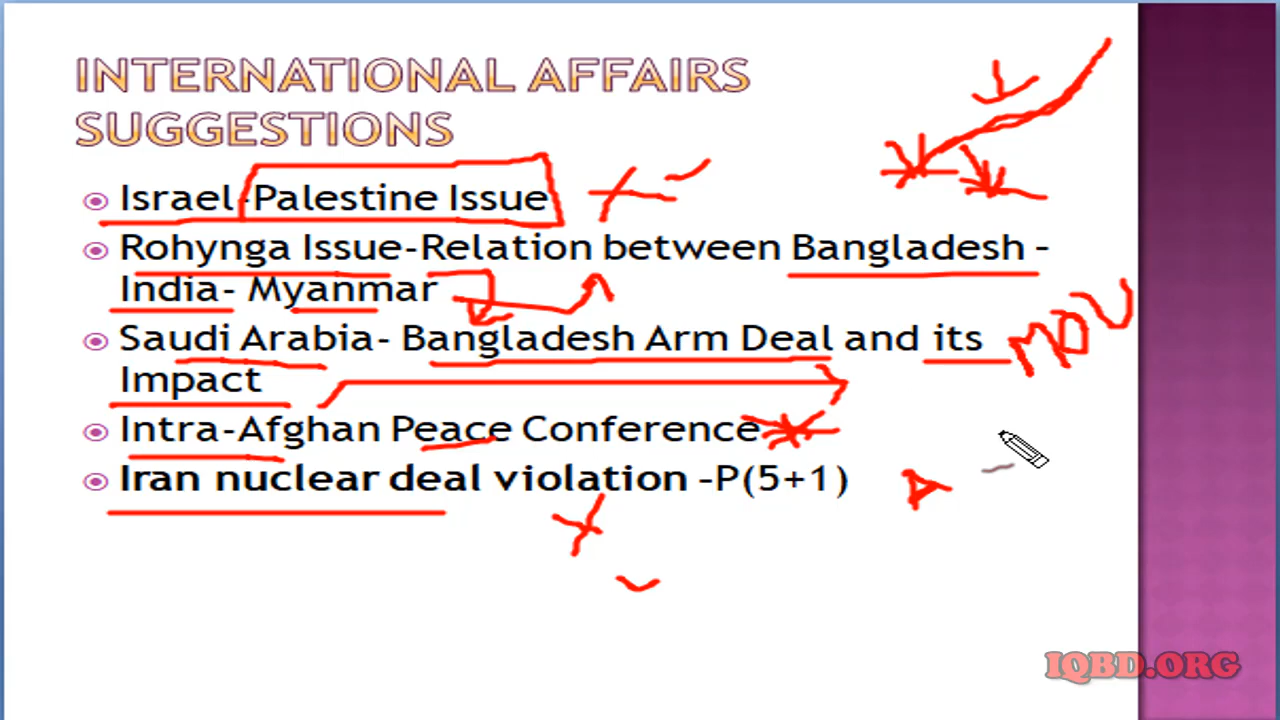 INTERNATIONAL AFFAIRS
SUGGESTIONS
Israel-Palestine Issue
Rohynga Issue-Relation between Bangladesh –
India- Myanmar
Saudi Arabia- Bangladesh Arm Deal and its
Impact
MOU
Intra-Afghan Peace Conference
Iran nuclear deal violation –P(5+1)
IQBD.ORG